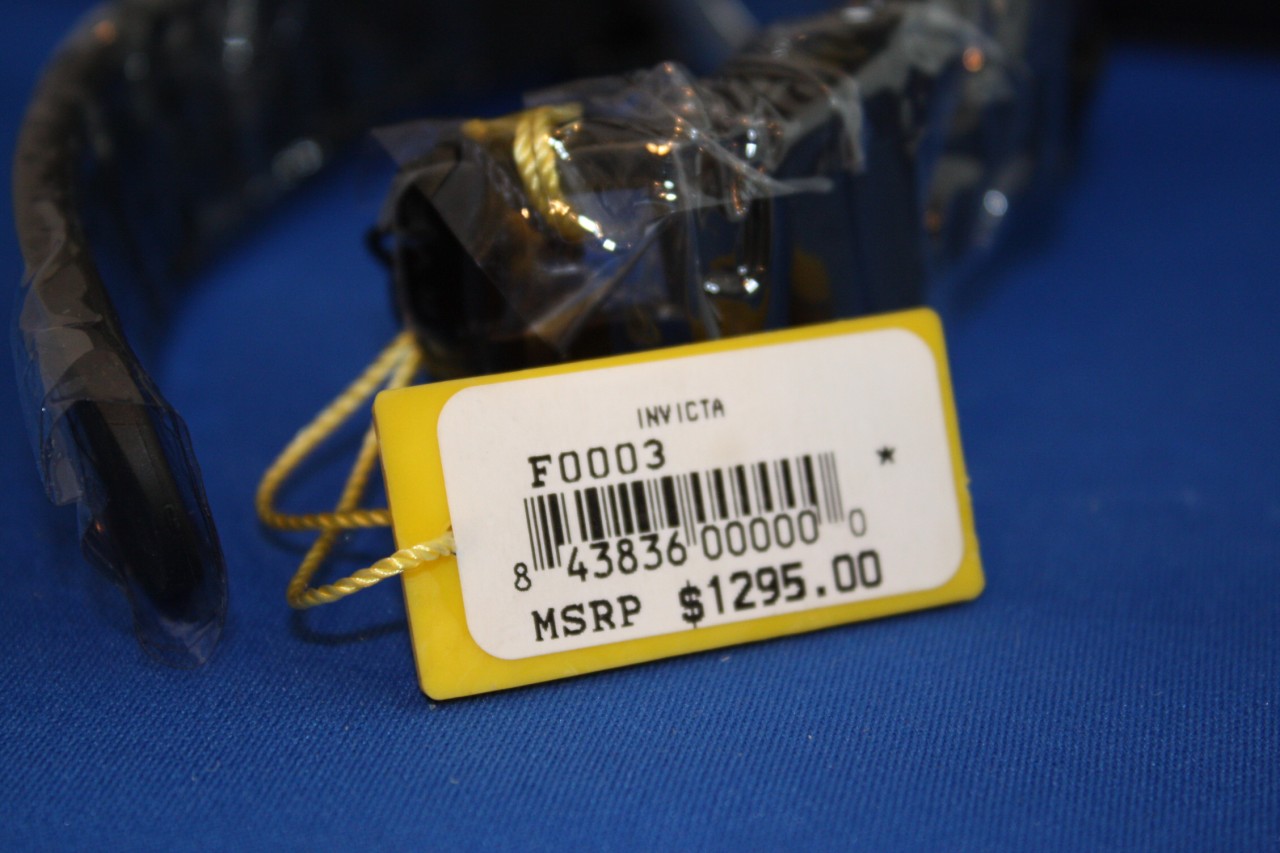 INVICTA
F0003
*
8 43836 00000 0
MSRP $1295.00